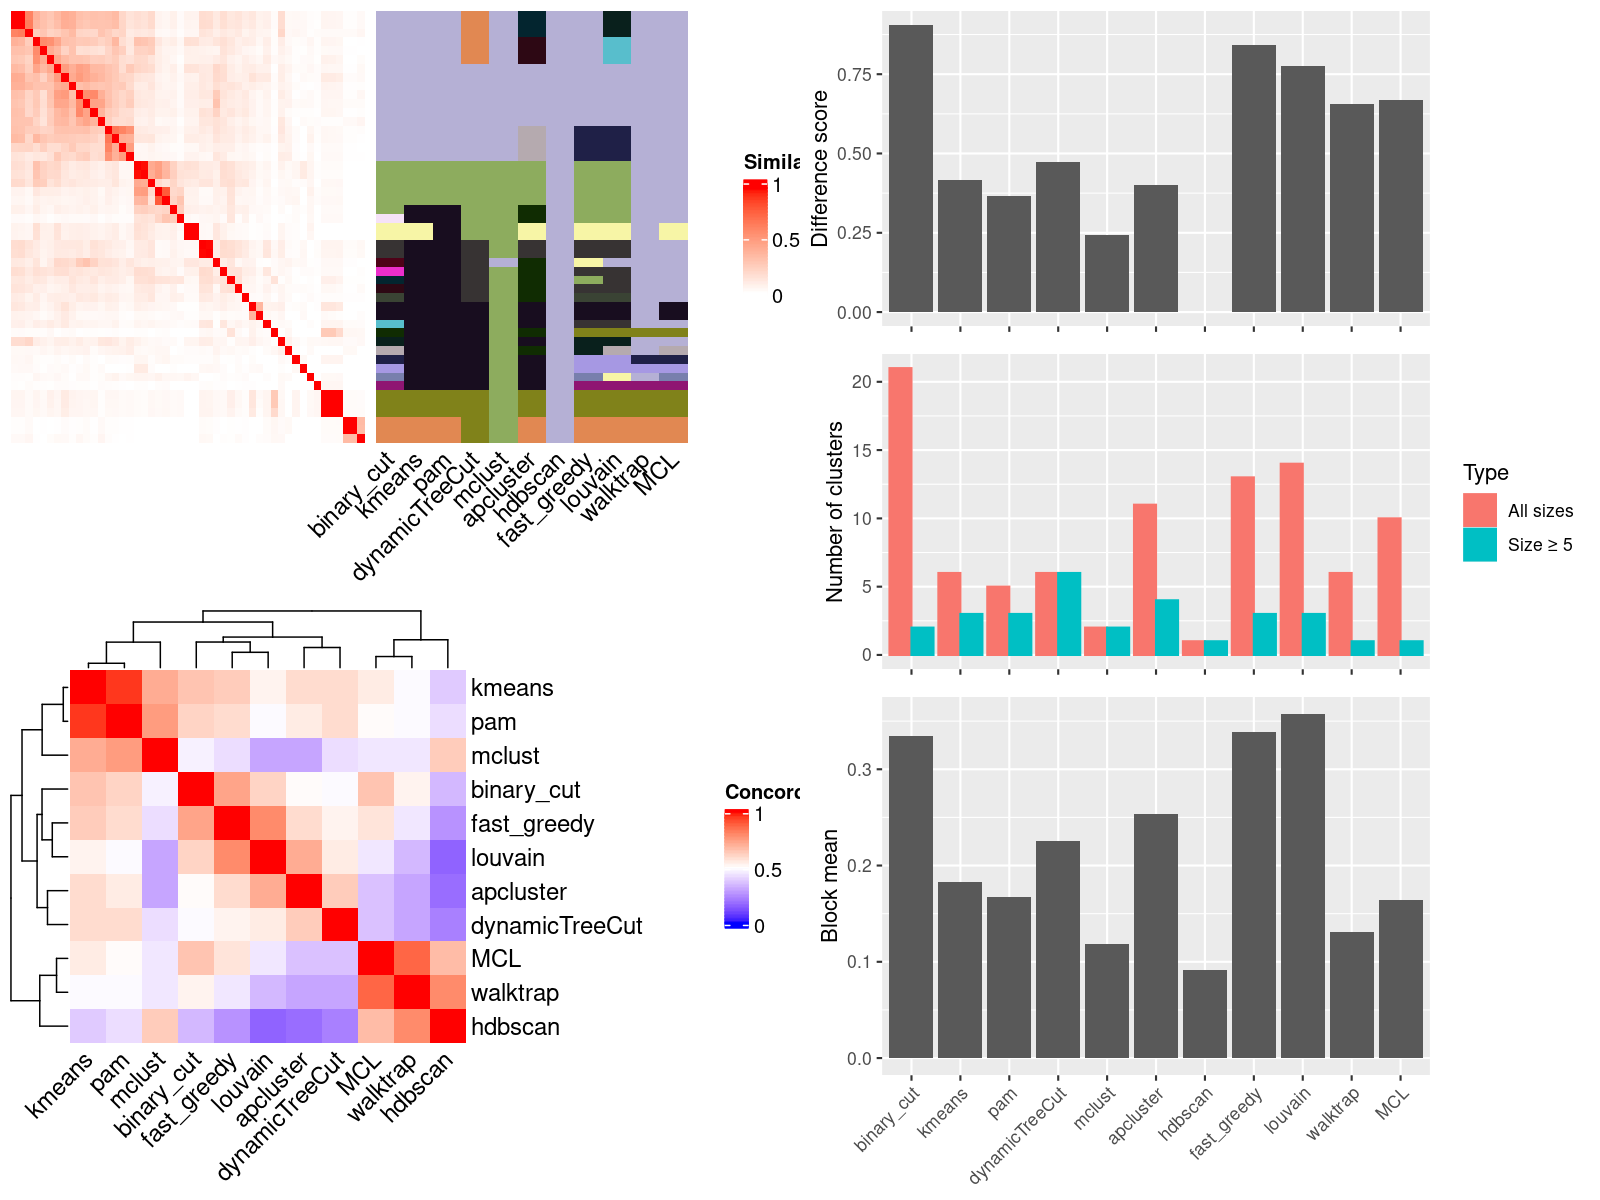 Simila
1
0.5
0
binary_cut
kmeans
pam
dynamicTreeCut
mclust
apcluster
hdbscan
fast_greedy
louvain
walktrap
MCL
kmeans
pam
mclust
binary_cut
fast_greedy
louvain
apcluster
dynamicTreeCut
MCL
walktrap
hdbscan
kmeans
pam
mclust
binary_cut
fast_greedy
louvain
apcluster
dynamicTreeCut
MCL
walktrap
hdbscan
Concord
1
0.5
0
Difference score
0.75
0.50
0.25
0.00
Number of clusters
20
15
10
5
0
Type
All sizes
Size ≥ 5
Block mean
0.3
0.2
0.1
0.0
binary_cut
kmeans
pam
dynamicTreeCut
mclust
apcluster
hdbscan
fast_greedy
louvain
walktrap
MCL